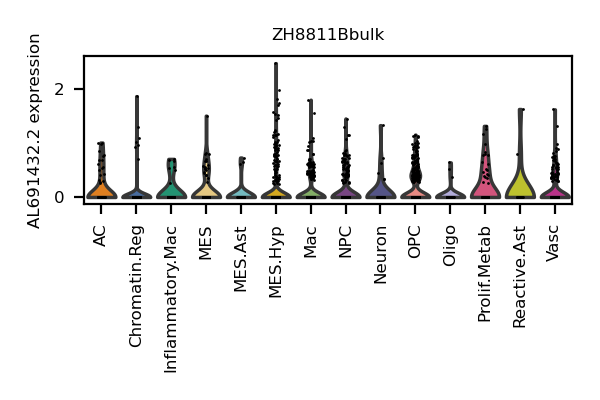 ZH8811Bbulk
AL691432.2 expression
2
0
AC
Chromatin.Reg
Inflammatory.Mac
MES
MES.Ast
MES.Hyp
Mac
NPC
Neuron
OPC
Oligo
Prolif.Metab
Reactive.Ast
Vasc